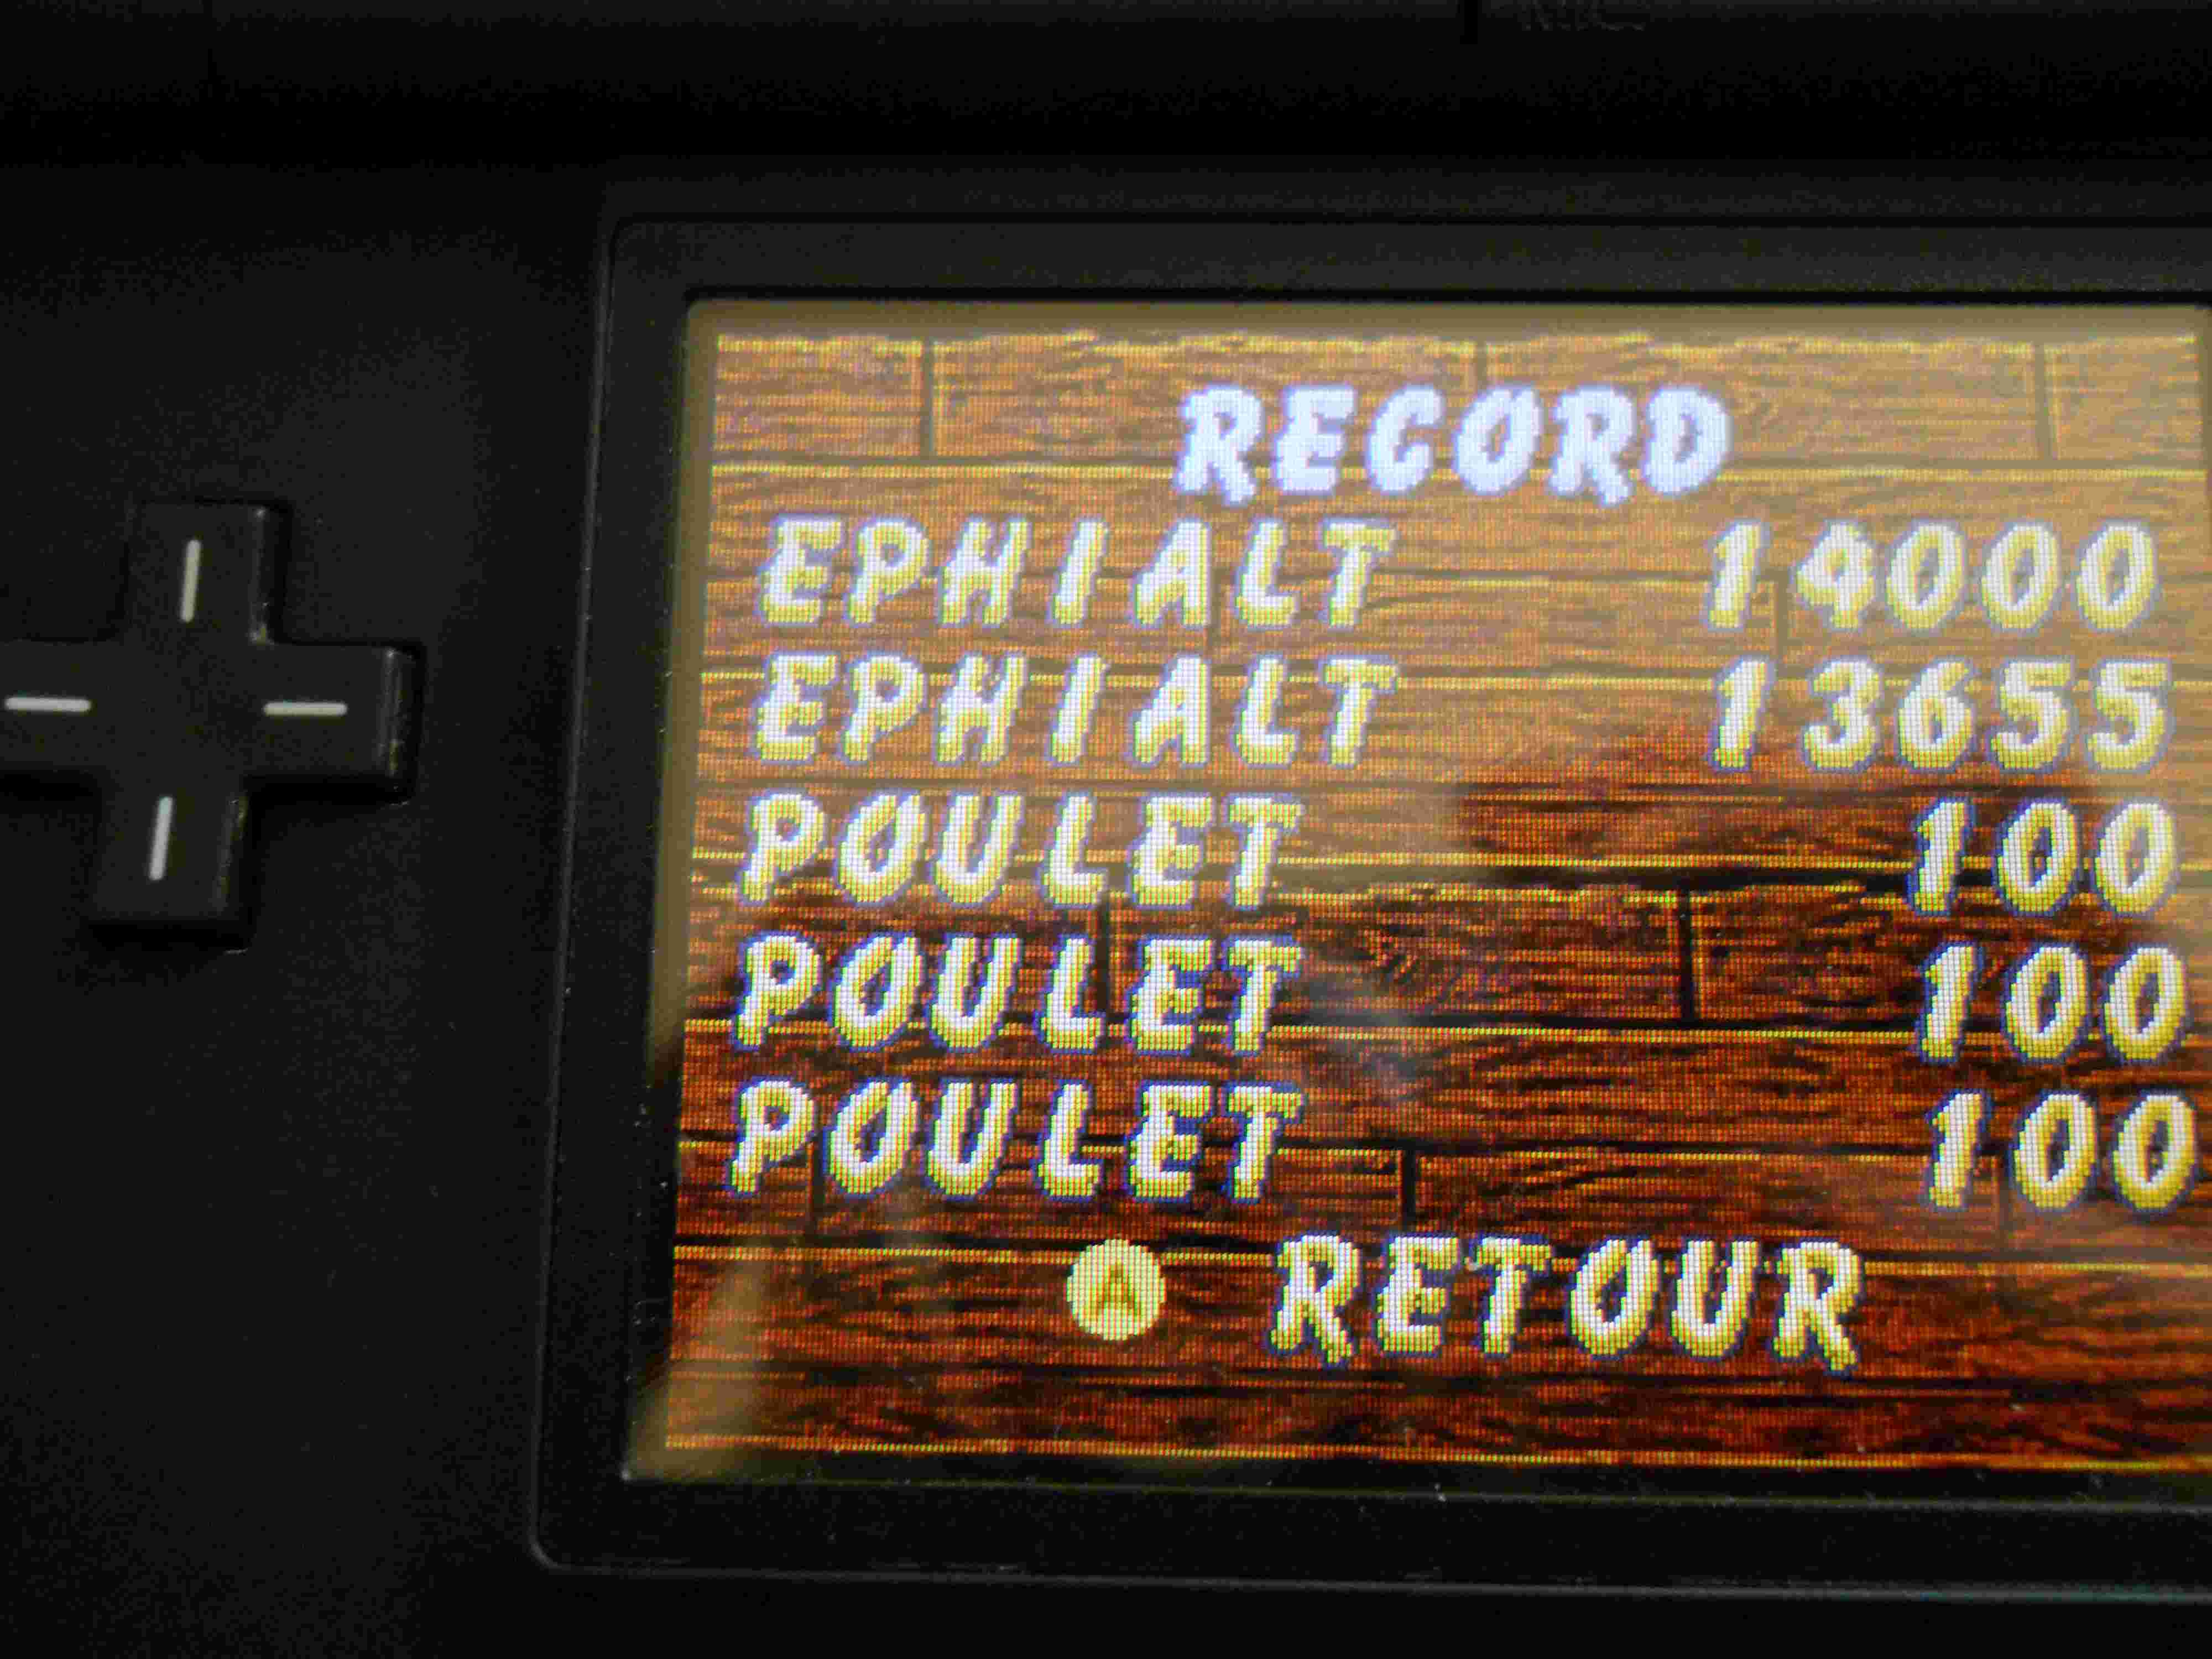 RECORD
EPHIALT 14000
EPHIALT 13655
POULET 100
POULET 100
POULET 100
A RETOUR